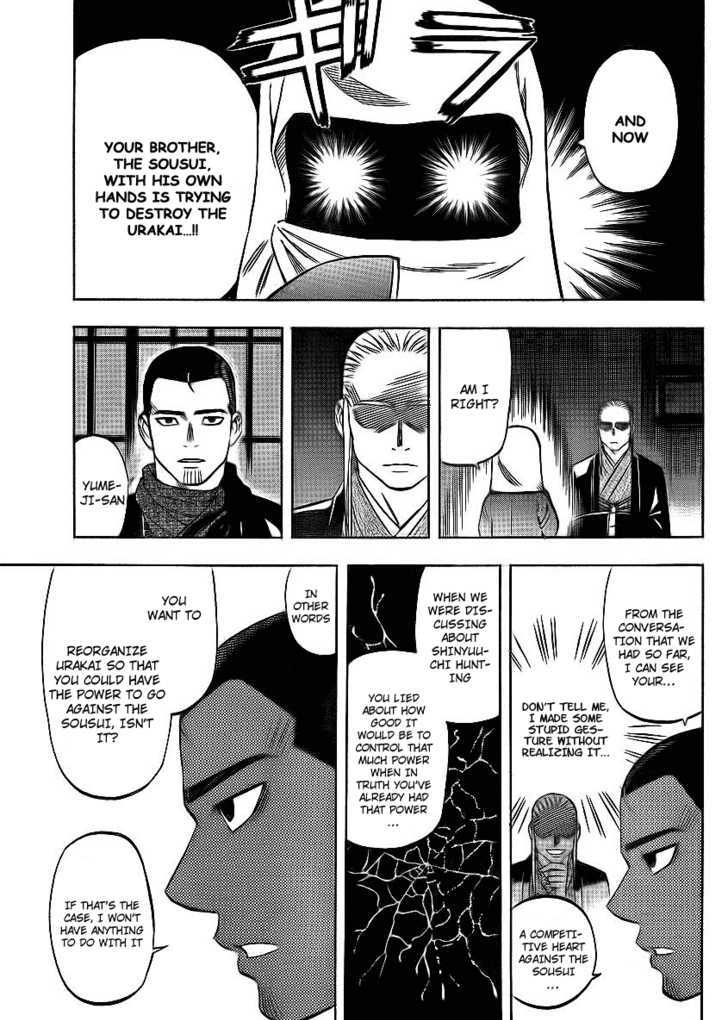 ギラ
AND
NOW
YOUR BROTHER,
THE SOUSUI,
WITH HIS OWN
HANDS IS TRYING
TO DESTROY THE
URAKAI...!!
AM I
RIGHT?
YUME-
JI-SAN
FROM THE
CONVERSA-
TION THAT WE
HAD SO FAR,
I CAN SEE
YOUR...
DON'T TELL ME,
I MADE SOME
STUPID GES-
TURE WITHOUT
REALIZING IT...
A COMPETI-
TIVE HEART
AGAINST THE
SOUSUI
...
WHEN WE
WERE DIS-
CUSSING
ABOUT
SHINYUU-
CHI HUNT-
ING
YOU LIED
ABOUT HOW
GOOD IT
WOULD BE TO
CONTROL THAT
MUCH POWER
WHEN IN
TRUTH YOU'VE
ALREADY HAD
THAT POWER
...
IN
OTHER
WORDS
YOU
WANT TO
REORGANIZE
URAKAI SO THAT
YOU COULD HAVE
THE POWER TO GO
AGAINST THE
SOUSUI, ISN'T
IT?
IF THAT'S THE
CASE, I WON'T
HAVE ANYTHING
TO DO WITH IT